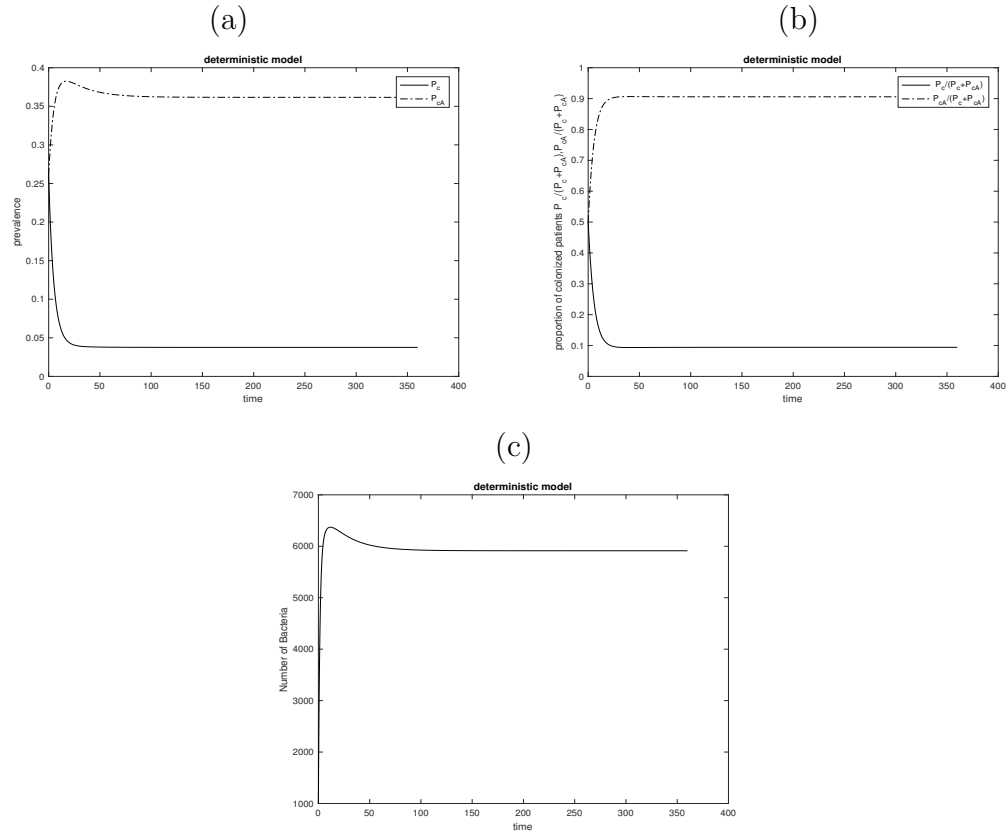 (a)
deterministic model
P_c
P_cA
prevalence
0.4
0.35
0.3
0.25
0.2
0.15
0.1
0.05
0
0 50 100 150 200 250 300 350 400
time
(b)
deterministic model
P_c/(P_c+P_cA)
P_cA/(P_c+P_cA)
proportion of colonized patients P_c/(P_c+P_cA),P_cA/(P_c+P_cA)
1
0.9
0.8
0.7
0.6
0.5
0.4
0.3
0.2
0.1
0
0 50 100 150 200 250 300 350 400
time
(c)
deterministic model
Number of Bacteria
7000
6000
5000
4000
3000
2000
1000
0 50 100 150 200 250 300 350 400
time